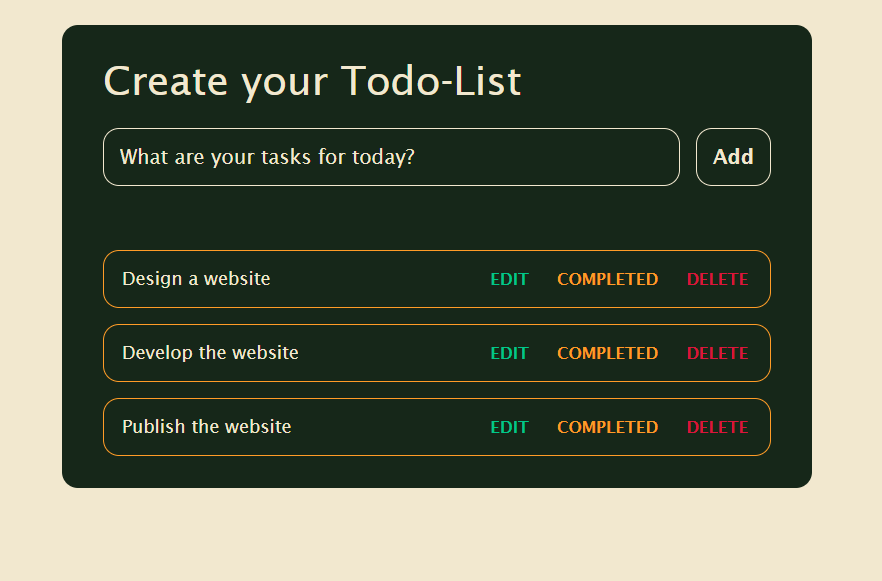 Create your Todo-List
What are your tasks for today? Add
Design a website EDIT COMPLETED DELETE
Develop the website EDIT COMPLETED DELETE
Publish the website EDIT COMPLETED DELETE